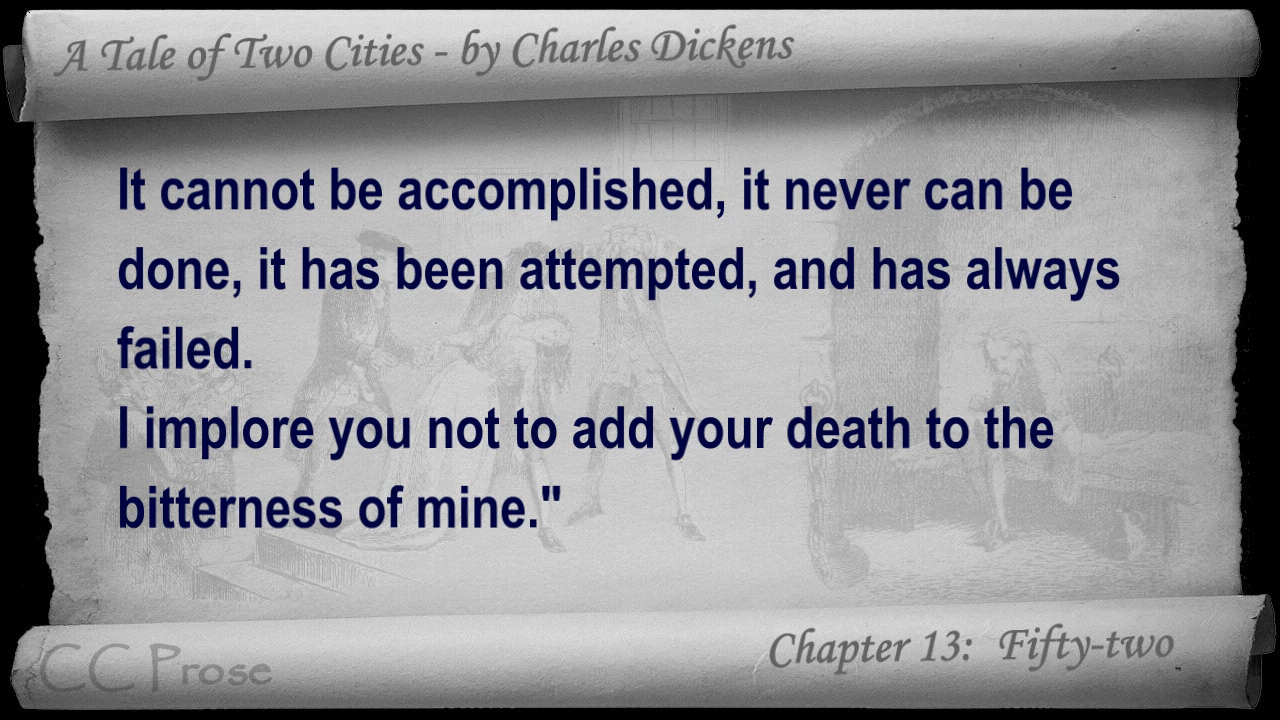 A Tale of Two Cities - by Charles Dickens
It cannot be accomplished, it never can be
done, it has been attempted, and has always
failed.
I implore you not to add your death to the
bitterness of mine."
Chapter 13: Fifty-two
CC Prose